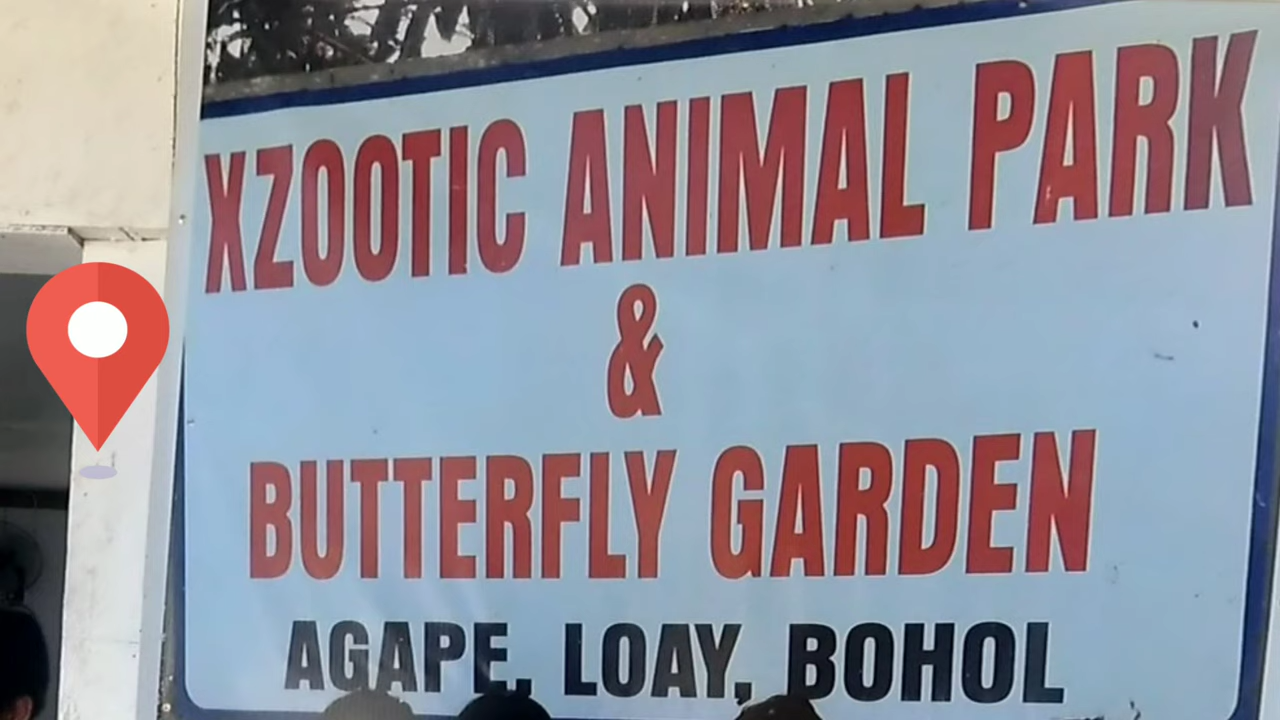 XZOOTIC ANIMAL PARK
&
BUTTERFLY GARDEN
AGAPE, LOAY, BOHOL